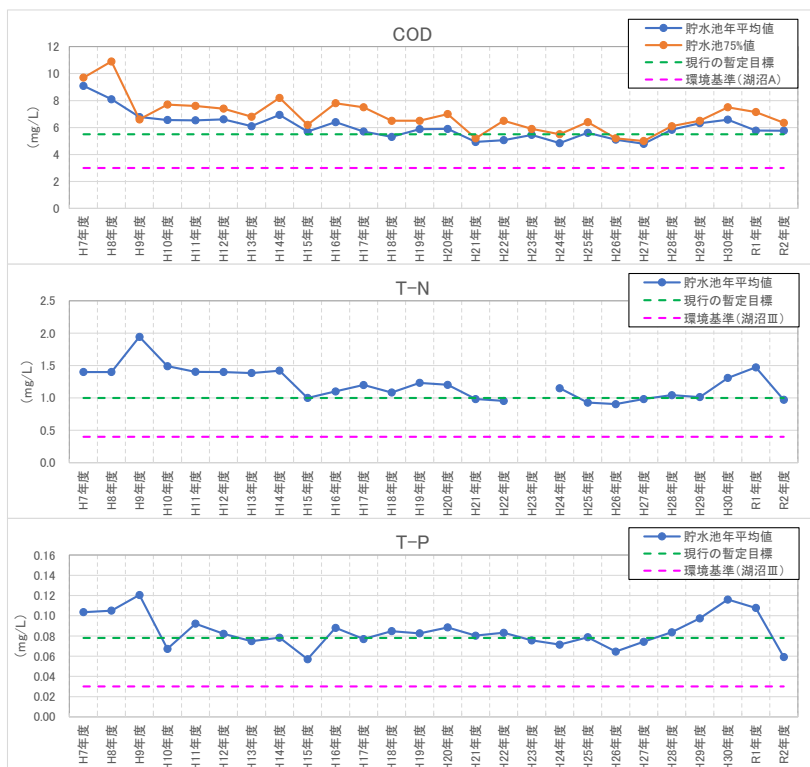 COD
貯水池年平均値
貯水池75%値
現行の暫定目標
環境基準(湖沼A)
(mg/L)
12
10
8
6
4
2
0
H7年度 H8年度 H9年度 H10年度 H11年度 H12年度 H13年度 H14年度 H15年度 H16年度 H17年度 H18年度 H19年度 H20年度 H21年度 H22年度 H23年度 H24年度 H25年度 H26年度 H27年度 H28年度 H29年度 H30年度 R1年度 R2年度
T-N
貯水池年平均値
現行の暫定目標
環境基準(湖沼Ⅲ)
(mg/L)
2.5
2.0
1.5
1.0
0.5
0.0
H7年度 H8年度 H9年度 H10年度 H11年度 H12年度 H13年度 H14年度 H15年度 H16年度 H17年度 H18年度 H19年度 H20年度 H21年度 H22年度 H23年度 H24年度 H25年度 H26年度 H27年度 H28年度 H29年度 H30年度 R1年度 R2年度
T-P
貯水池年平均値
現行の暫定目標
環境基準(湖沼Ⅲ)
(mg/L)
0.16
0.14
0.12
0.10
0.08
0.06
0.04
0.02
0.00
H7年度 H8年度 H9年度 H10年度 H11年度 H12年度 H13年度 H14年度 H15年度 H16年度 H17年度 H18年度 H19年度 H20年度 H21年度 H22年度 H23年度 H24年度 H25年度 H26年度 H27年度 H28年度 H29年度 H30年度 R1年度 R2年度